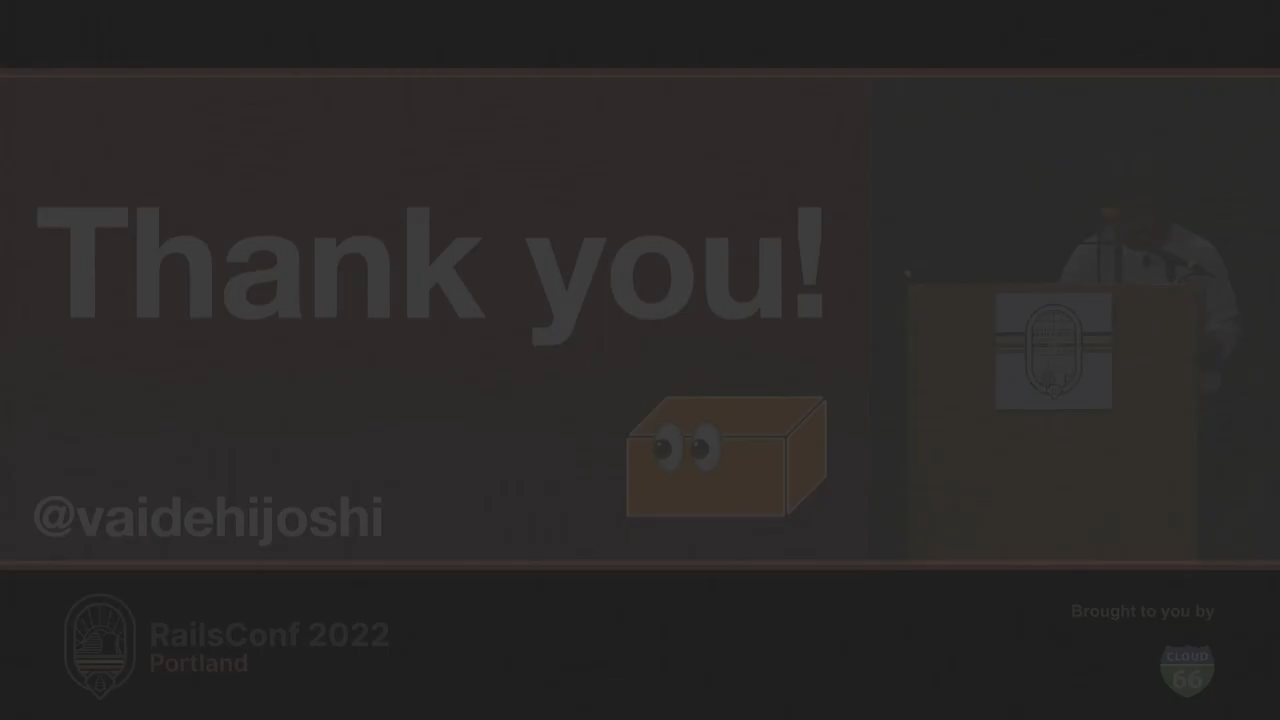 Thank you!
@vaidehijoshi
RailsConf 2022
Portland
Brought to you by
CLOUD
66